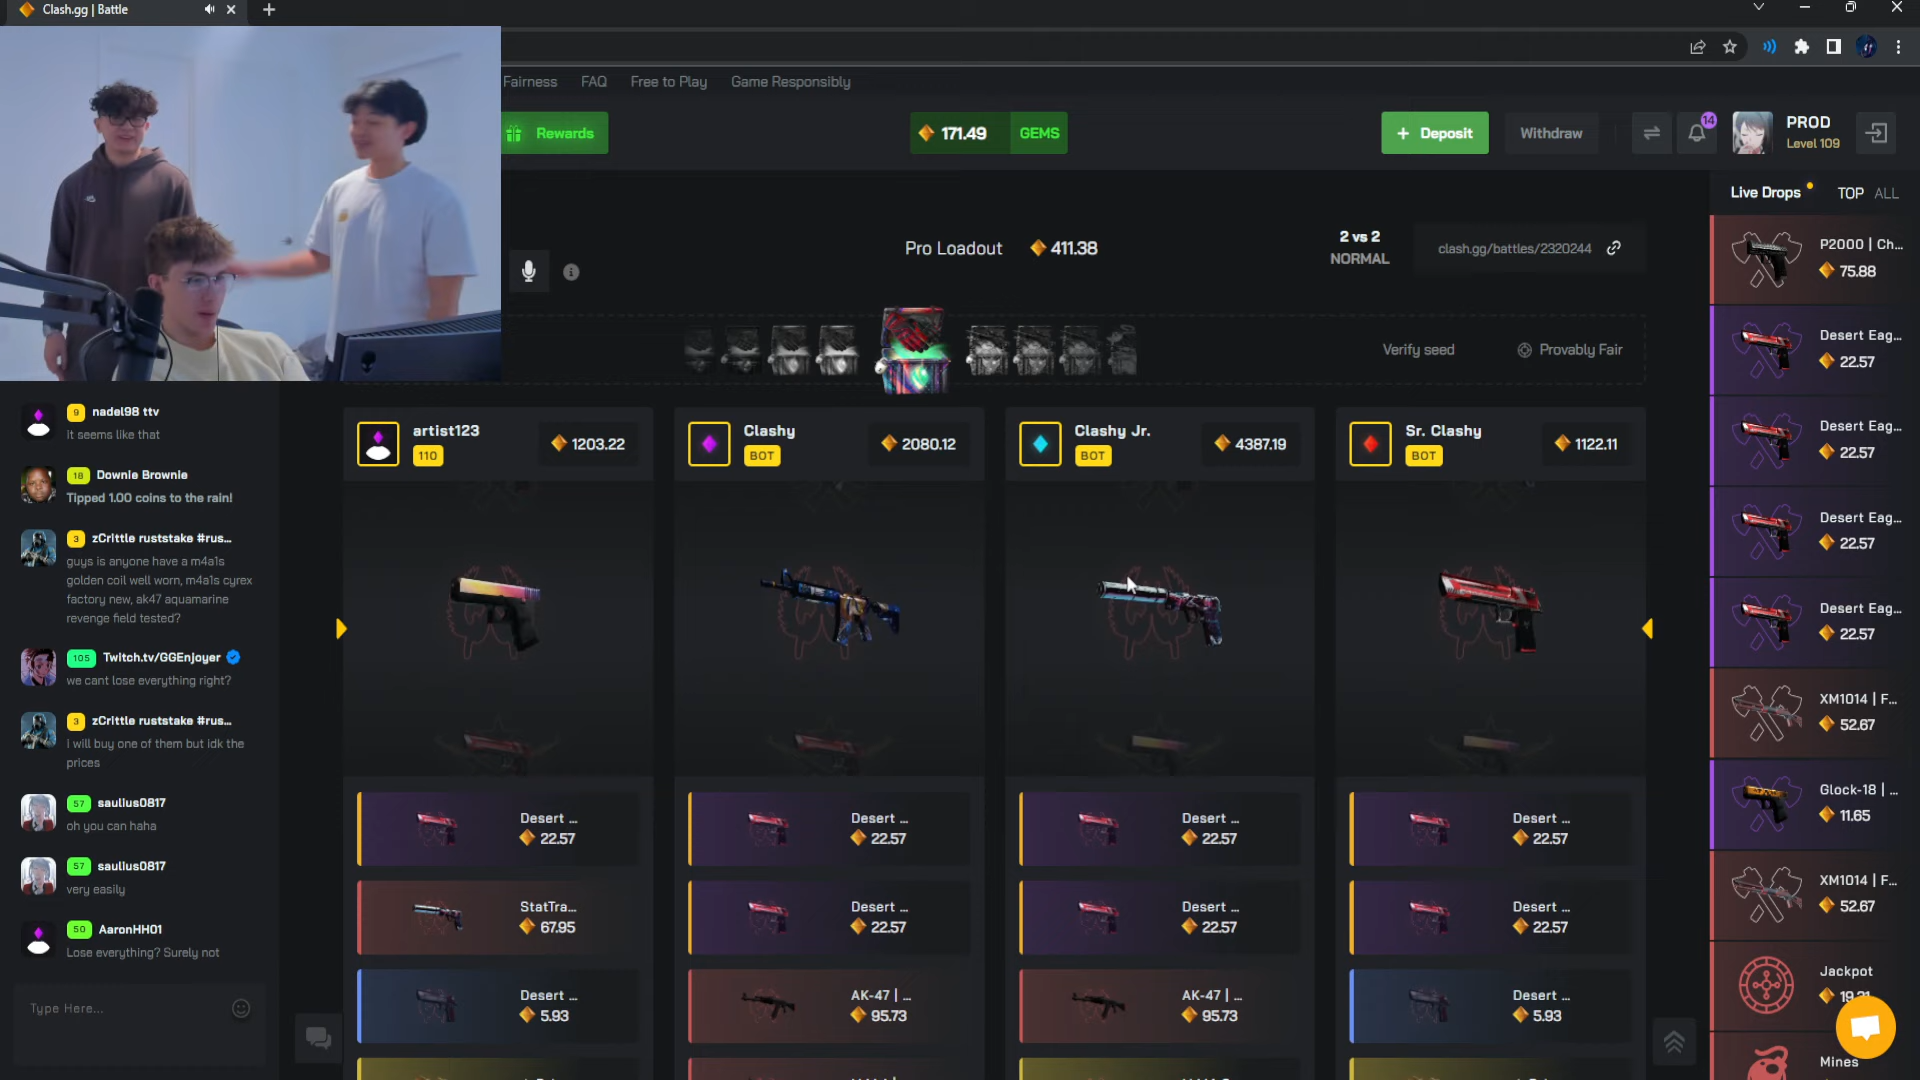 Clash.gg | Battle
Fairness
FAQ
Free to Play
Game Responsibly
Rewards
171.49
GEMS
Deposit
Withdraw
14
PROD
Level 109
Pro Loadout
411.38
2 vs 2
NORMAL
clash.gg/battles/2320244
Verify seed
Provably Fair
Live Drops
TOP
ALL
P2000 | Ch...
75.88
Desert Eag...
22.57
Desert Eag...
22.57
Desert Eag...
22.57
Desert Eag...
22.57
XM1014 | F...
52.67
Glock-18 | ...
11.65
XM1014 | F...
52.67
Jackpot
Mines
9 nadel98 ttv
It seems like that
18 Downie Brownie
Tipped 1.00 coins to the rain!
3 zCrittle ruststake #rus...
guys is anyone have a m4a1s
golden coil well worn, m4a1s cyrex
factory new, ak47 aquamarine
revenge field tested?
105 Twitch.tv/GGEnjoyer
we cant lose everything right?
3 zCrittle ruststake #rus...
I will buy one of them but idk the
prices
57 saullus0817
oh you can haha
57 saullus0817
very easily
50 AaronHH01
Lose everything? Surely not
Type Here...
artist123
110
1203.22
Clashy
BOT
2080.12
Clashy Jr.
BOT
4387.19
Sr. Clashy
BOT
1122.11
Desert ...
22.57
Desert ...
22.57
Desert ...
22.57
Desert ...
22.57
StatTra...
67.95
Desert ...
22.57
Desert ...
22.57
Desert ...
22.57
Desert ...
5.93
AK-47 | ...
95.73
AK-47 | ...
95.73
Desert ...
5.93